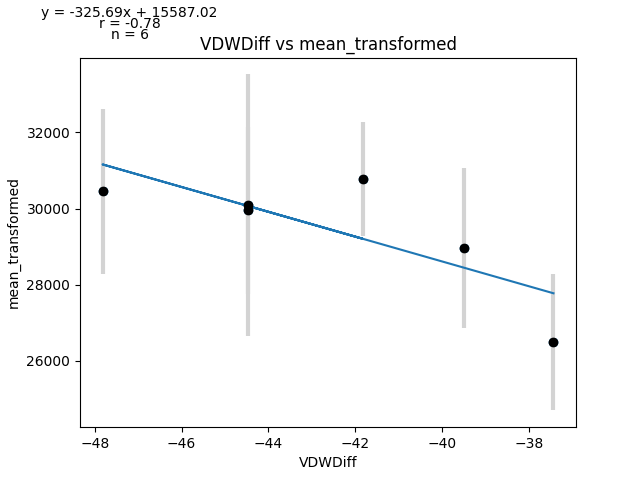 y = -325.69x + 15587.02
r = -0.78
n = 6
VDWDiff vs mean_transformed
mean_transformed
32000
30000
28000
26000
−48
−46
−44
−42
−40
−38
VDWDiff